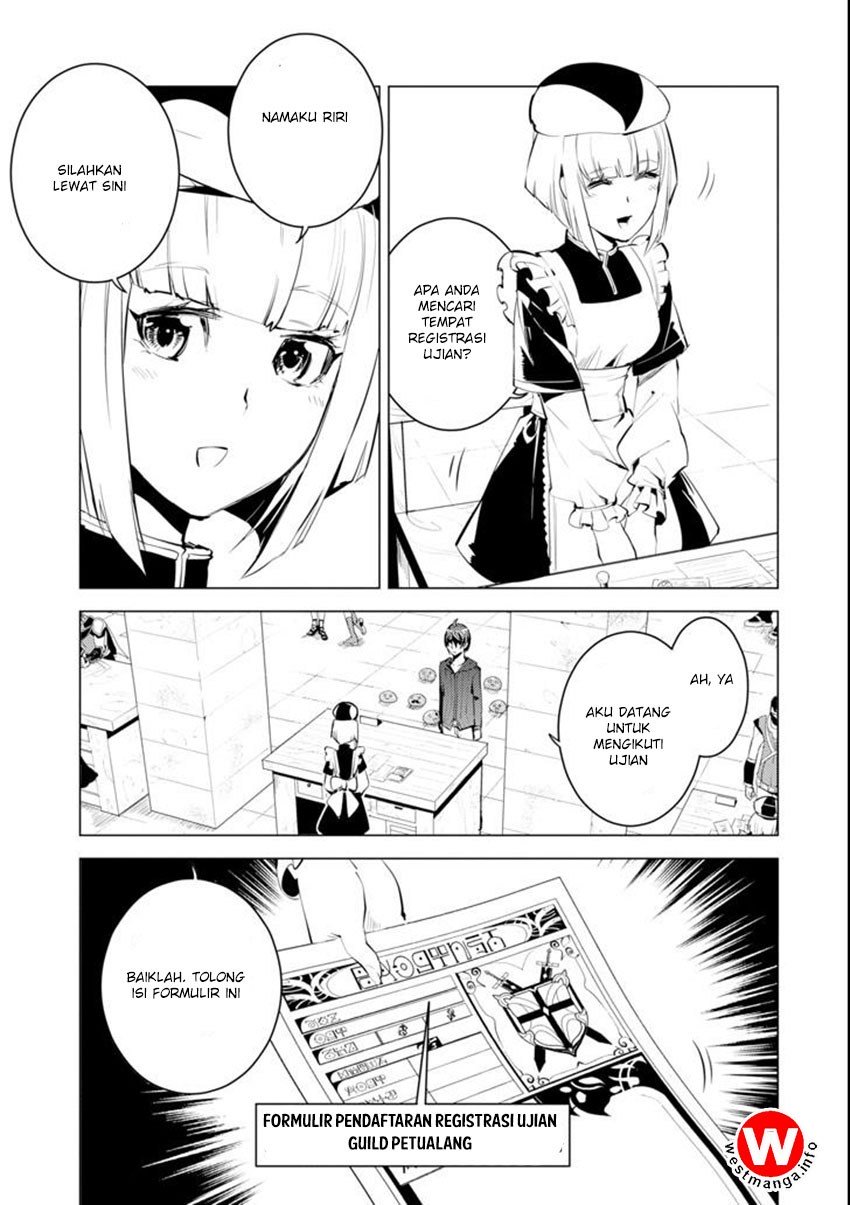 APA ANDA
MENCARI
TEMPAT
REGISTRASI
UJIAN?
NAMAKU RIRI
SILAHKAN
LEWAT SINI
AH, YA
AKU DATANG
UNTUK
MENGIKUTI
UJIAN
BAIKLAH. TOLONG
ISI FORMULIR INI
FORMULIR PENDAFTARAN REGISTRASI UJIAN
GUILD PETUALANG
W
westmanga.info